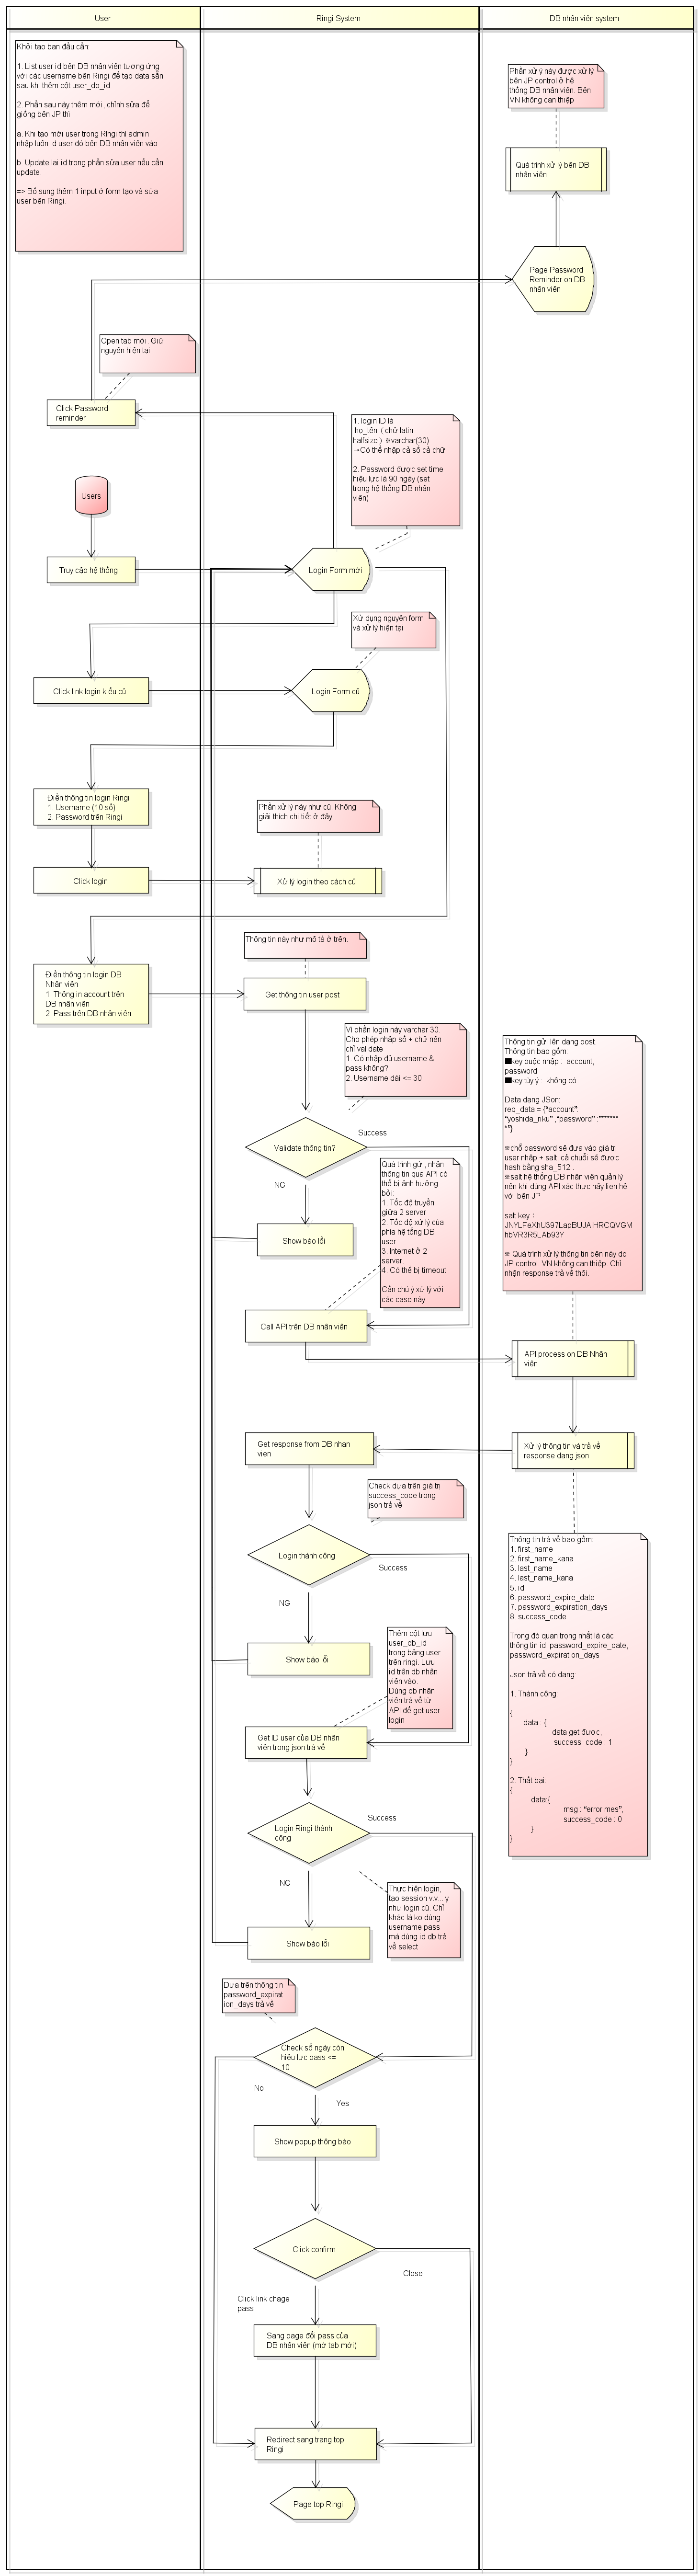 User
Ringi System
DB nhân viên system
Khởi tạo ban đầu cần:
1. List user id bên DB nhân viên tương ứng
với các username bên Ringi để tạo data sẵn
sau khi thêm cột user_db_id
2. Phần sau này thêm mới, chỉnh sửa để
giống bên JP thì
a. Khi tạo mới user trong RIngi thì admin
nhập luôn id user đó bên DB nhân viên vào
b. Update lại id trong phần sửa user nếu cần
update.
=> Bổ sung thêm 1 input ở form tạo và sửa
user bên Ringi.
Phần xử ý này được xử lý
bên JP control ở hệ
thống DB nhân viên. Bên
VN không can thiệp
Quá trình xử lý bên DB
nhân viên
Page Password
Reminder on DB
nhân viên
Open tab mới. Giữ
nguyên hiện tại
Click Password
reminder
1. login ID là
họ_tên ( chữ latin
halfsize ) ※varchar(30)
→Có thể nhập cả số cả chữ
2. Password được set time
hiệu lực là 90 ngày (set
trong hệ thống DB nhân
viên)
Users
Truy cập hệ thống.
Login Form mới
Xử dụng nguyên form
và xử lý hiện tại
Click link login kiểu cũ
Login Form cũ
Điền thông tin login Ringi
1. Username (10 số)
2. Password trên Ringi
Phần xử lý này như cũ. Không
giải thích chi tiết ở đây
Click login
Xử lý login theo cách cũ
Thông tin này như mô tả ở trên.
Điền thông tin login DB
Nhân viên
1. Thông in account trên
DB nhân viên
2. Pass trên DB nhân viên
Get thông tin user post
Vì phần login này varchar 30.
Cho phép nhập số + chữ nên
chỉ validate
1. Có nhập đủ username &
pass không?
2. Username dài <= 30
Thông tin gửi lên dạng post.
Thông tin bao gồm:
■key buộc nhập : account,
password
■key tùy ý : không có
Data dạng JSon:
req_data = {"account":
"yoshida_riku" ,"password" :"******
*"}
※chỗ password sẽ đưa vào giá trị
user nhập + salt, cả chuỗi sẽ được
hash bằng sha_512 .
※salt hệ thống DB nhân viên quản lý
nên khi dùng API xác thực hãy lien hệ
với bên JP
salt key :
JNYLFeXhU397LapBUJAiHRCQVGM
hbVR3R5LAb93Y
※ Quá trình xử lý thông tin bên này do
JP control. VN không can thiệp. Chỉ
nhận response trả về thôi.
Validate thông tin?
Success
NG
Quá trình gửi, nhận
thông tin qua API có
thể bị ảnh hưởng
bởi:
1. Tốc độ truyền
giữa 2 server
2. Tốc độ xử lý của
phía hệ tổng DB
user
3. Internet ở 2
server.
4. Có thể bị timeout
Cần chú ý xử lý với
các case này
Show báo lỗi
Call API trên DB nhân viên
API process on DB Nhân
viên
Get response from DB nhan
vien
Xử lý thông tin và trả về
response dạng json
Check dựa trên giá trị
success_code trong
json trả về
Login thành công
Success
NG
Thông tin trả về bao gồm:
1. first_name
2. first_name_kana
3. last_name
4. last_name_kana
5. id
6. password_expire_date
7. password_expiration_days
8. success_code
Trong đó quan trọng nhất là các
thông tin id, password_expire_date,
password_expiration_days
Json trả về có dạng:
1. Thành công:
{
data : {
data get được,
success_code : 1
}
}
2. Thất bại:
{
data:{
msg : "error mes",
success_code : 0
}
}
Thêm cột lưu
user_db_id
trong bảng user
trên ringi. Lưu
id trên db nhân
viên vào.
Dùng db nhân
viên trả về từ
API để get user
login
Show báo lỗi
Get ID user của DB nhân
viên trong json trả về
Login Ringi thành
công
Success
NG
Thực hiện login,
tạo session v.v... y
như login cũ. Chỉ
khác là ko dùng
username,pass
mà dùng id db trả
về select
Show báo lỗi
Dựa trên thông tin
password_expirat
ion_days trả về
Check số ngày còn
hiệu lực pass <=
10
No
Yes
Show popup thông báo
Click confirm
Close
Click link chage
pass
Sang page đổi pass của
DB nhân viên (mở tab mới)
Redirect sang trang top
Ringi
Page top Ringi